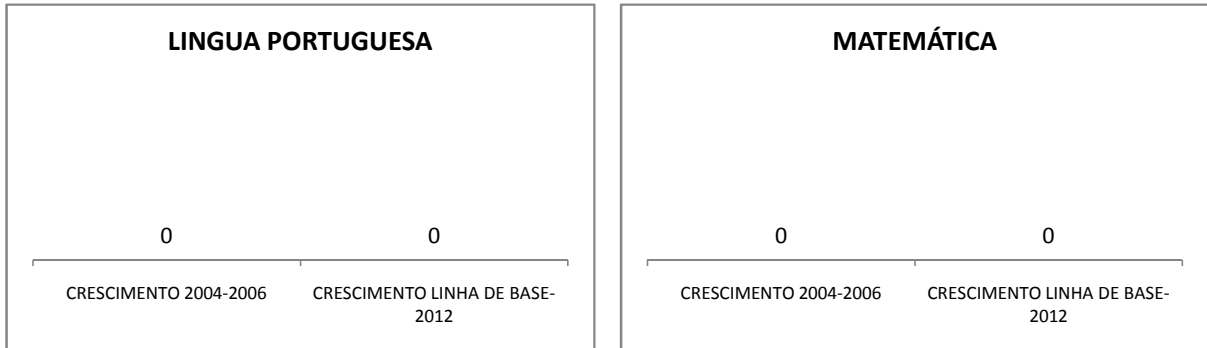 LINGUA PORTUGUESA
0
0
CRESCIMENTO 2004-2006
CRESCIMENTO LINHA DE BASE-
2012
MATEMÁTICA
0
0
CRESCIMENTO 2004-2006
CRESCIMENTO LINHA DE BASE-
2012